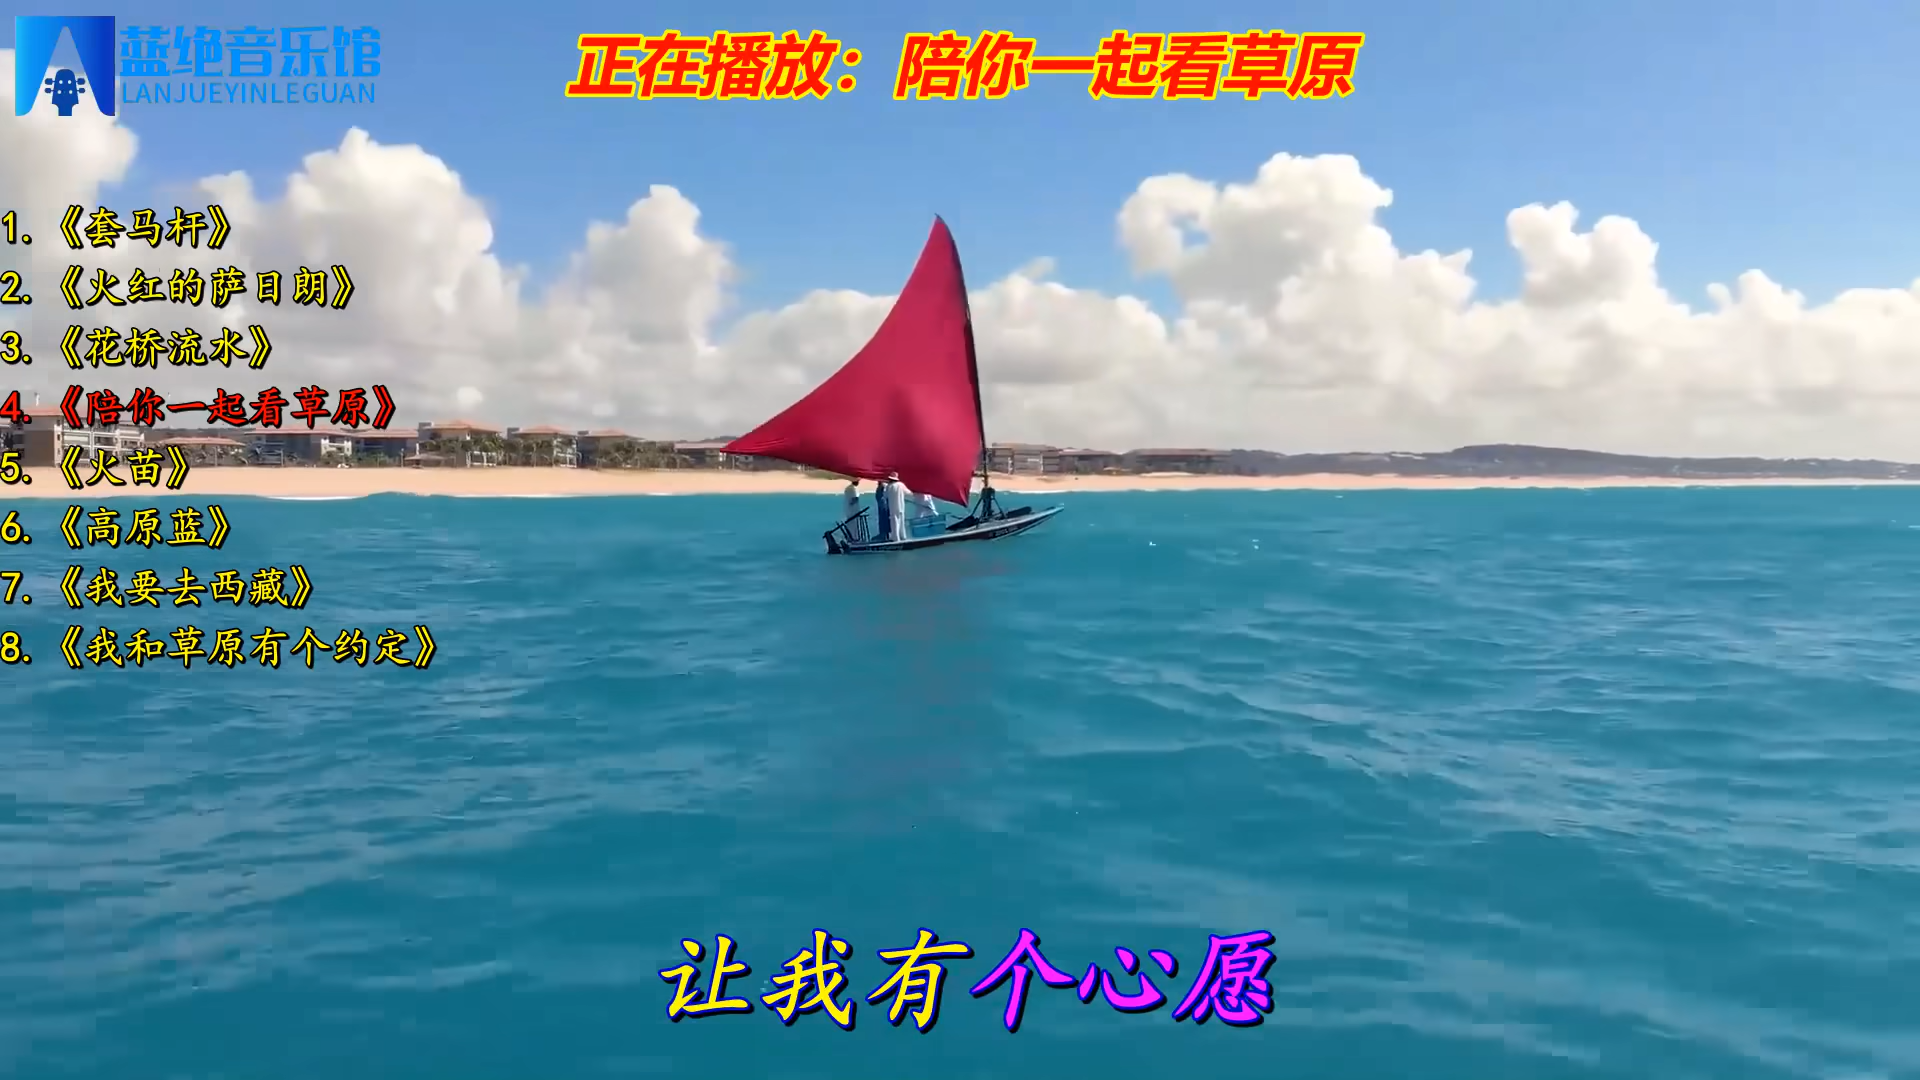 蓝绝音乐馆
LANJUEYINLEGUAN
正在播放：陪你一起看草原
1.《套马杆》
2.《火红的萨日朗》
3.《花桥流水》
4.《陪你一起看草原》
5.《火苗》
6.《高原蓝》
7.《我要去西藏》
8.《我和草原有个约定》
让我有个心愿